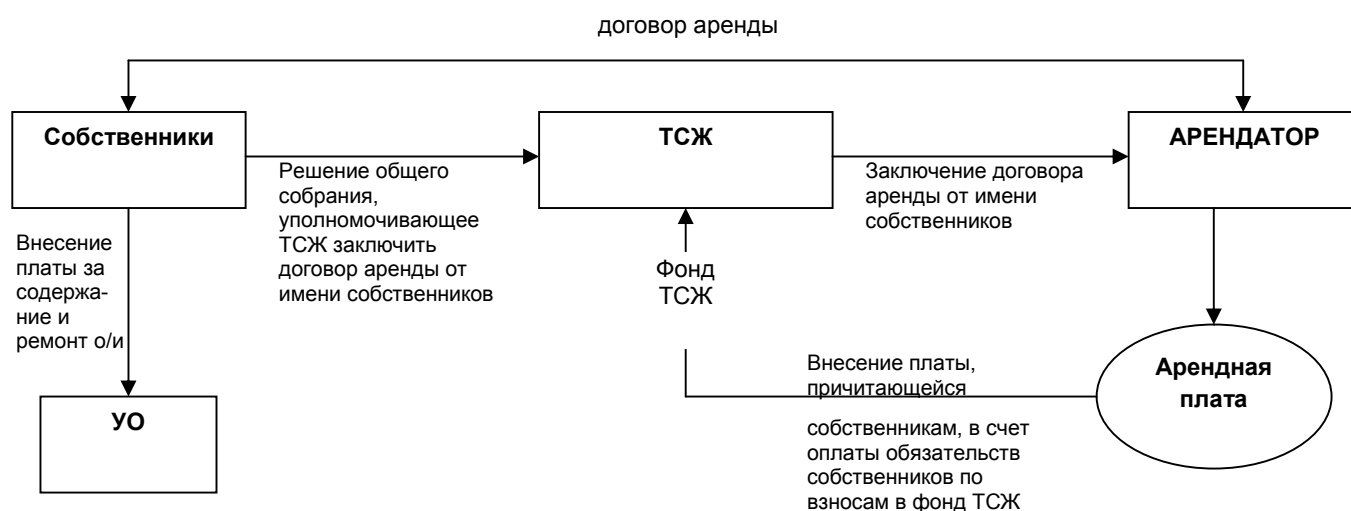 договор аренды
Собственники
ТСЖ
АРЕНДАТОР
Решение общего
собрания,
уполномочивающее
ТСЖ заключить
договор аренды от
имени собственников
Заключение договора
аренды от имени
собственников
Внесение
платы за
содержа-
ние и
ремонт о/и
Фонд
ТСЖ
УО
Внесение платы,
причитающейся
собственникам, в счет
оплаты обязательств
собственников по
взносам в фонд ТСЖ
Арендная
плата